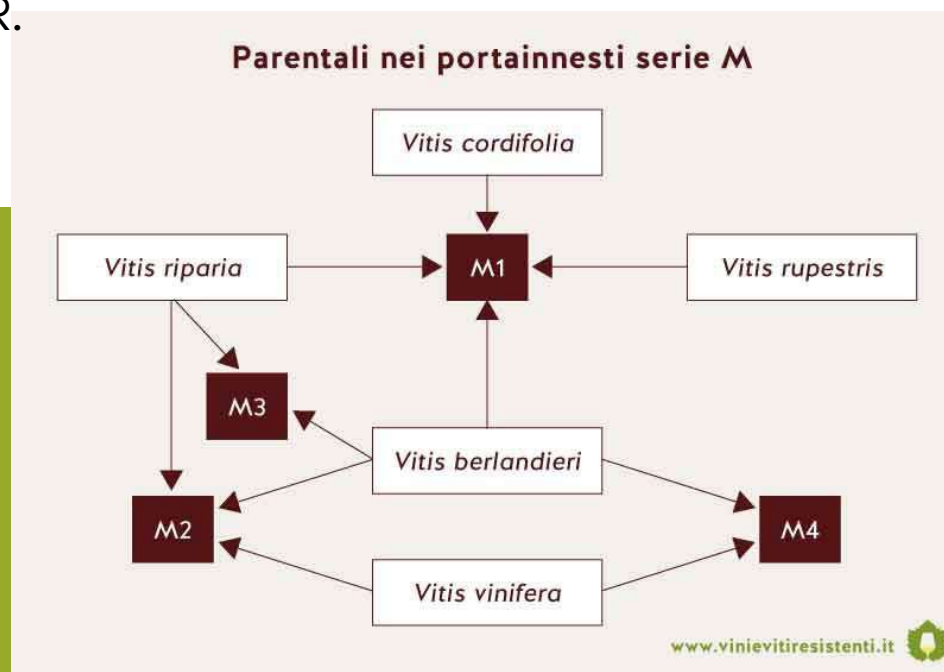 R.
Parentali nei portainnesti serie M
Vitis cordifolia
Vitis riparia
M1
Vitis rupestris
M3
Vitis berlandieri
M2
M4
Vitis vinifera
www.vinievitiresistenti.it